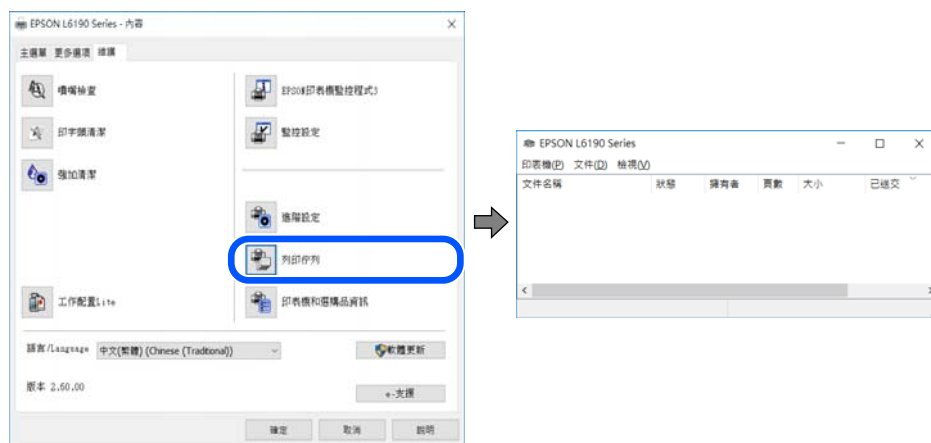 EPSON L6190 Series - 內容
主選單 更多選項 維護
噴嘴檢查
EPSON印表機監控程式3
印字頭清潔
監控設定
強力清潔
進階設定
列印佇列
工作配置Lite
印表機和選購品資訊
語言/Language 中文(繁體) (Chinese (Traditional))
軟體更新
版本 2.60.00
e-支援
確定 取消 說明
EPSON L6190 Series
印表機(P) 文件(D) 檢視(V)
文件名稱 狀態 擁有者 頁數 大小 已送交